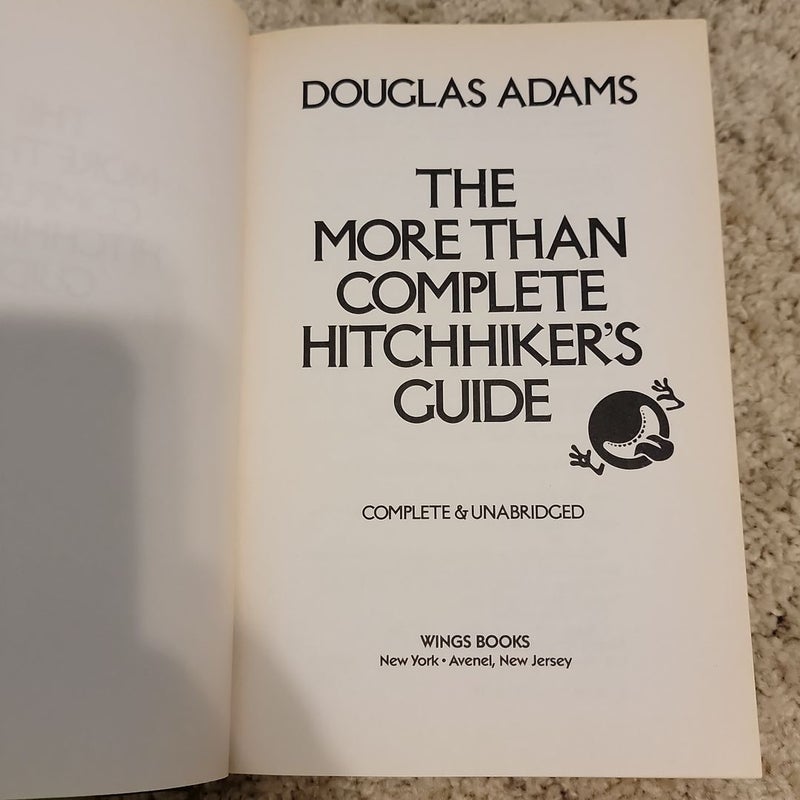 DOUGLAS ADAMS
THE
MORE THAN
COMPLETE
HITCHHIKER'S
GUIDE
COMPLETE & UNABRIDGED
WINGS BOOKS
New York • Avenel, New Jersey